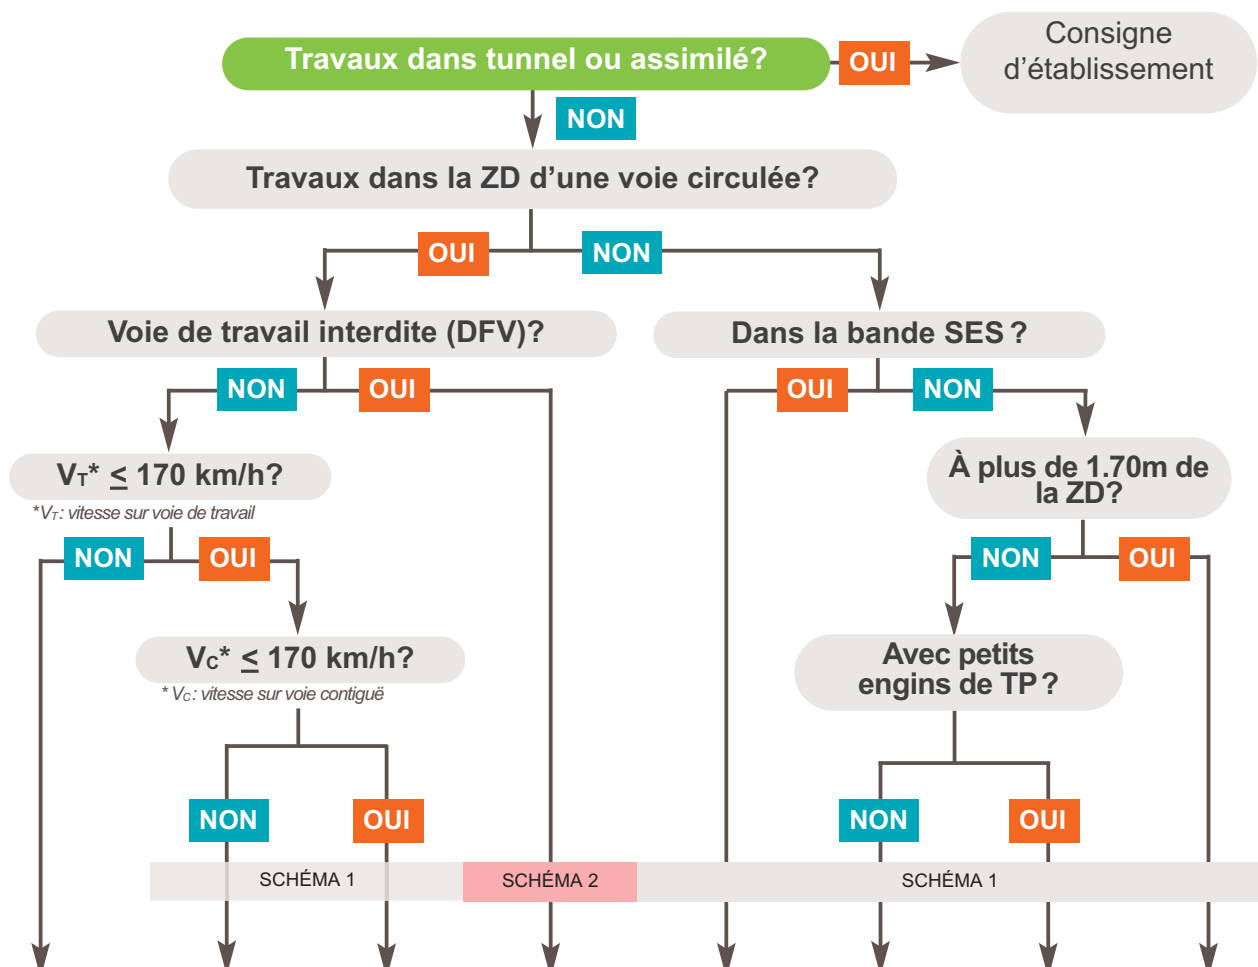 Travaux dans tunnel ou assimilé?
OUI
Consigne
d'établissement
NON
Travaux dans la ZD d'une voie circulée?
OUI
NON
Voie de travail interdite (DFV)?
Dans la bande SES ?
NON
OUI
OUI
NON
VT* ≤ 170 km/h?
*VT : vitesse sur voie de travail
À plus de 1.70m de
la ZD?
NON
OUI
NON
OUI
VC* ≤ 170 km/h?
* VC : vitesse sur voie contiguë
Avec petits
engins de TP ?
NON
OUI
NON
OUI
SCHÉMA 1
SCHÉMA 2
SCHÉMA 1